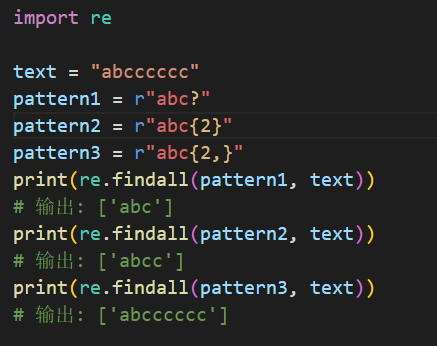 import re
text = "abcccccc"
pattern1 = r"abc?"
pattern2 = r"abc{2}"
pattern3 = r"abc{2,}"
print(re.findall(pattern1, text))
# 输出: ['abc']
print(re.findall(pattern2, text))
# 输出: ['abcc']
print(re.findall(pattern3, text))
# 输出: ['abcccccc']